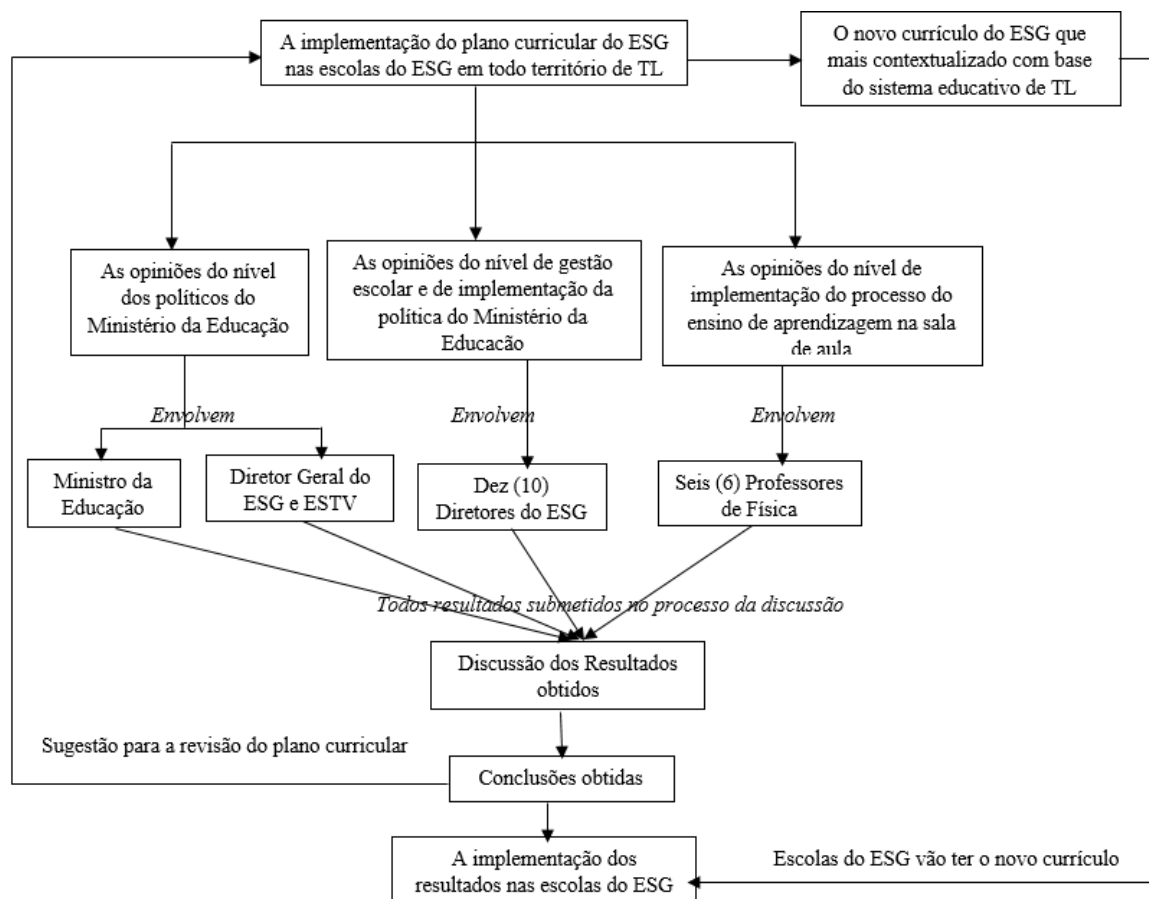 A implementação do plano curricular do ESG
nas escolas do ESG em todo território de TL
O novo currículo do ESG que
mais contextualizado com base
do sistema educativo de TL
As opiniões do nível
dos políticos do
Ministério da Educação
As opiniões do nível de gestão
escolar e de implementação da
política do Ministério da
Educacão
As opiniões do nível de
implementação do processo do
ensino de aprendizagem na sala
de aula
Envolvem
Envolvem
Envolvem
Ministro da
Educação
Diretor Geral do
ESG e ESTV
Dez (10)
Diretores do ESG
Seis (6) Professores
de Física
Todos resultados submetidos no processo da discussão
Discussão dos Resultados
obtidos
Sugestão para a revisão do plano curricular
Conclusões obtidas
A implementação dos
resultados nas escolas do ESG
Escolas do ESG vão ter o novo currículo